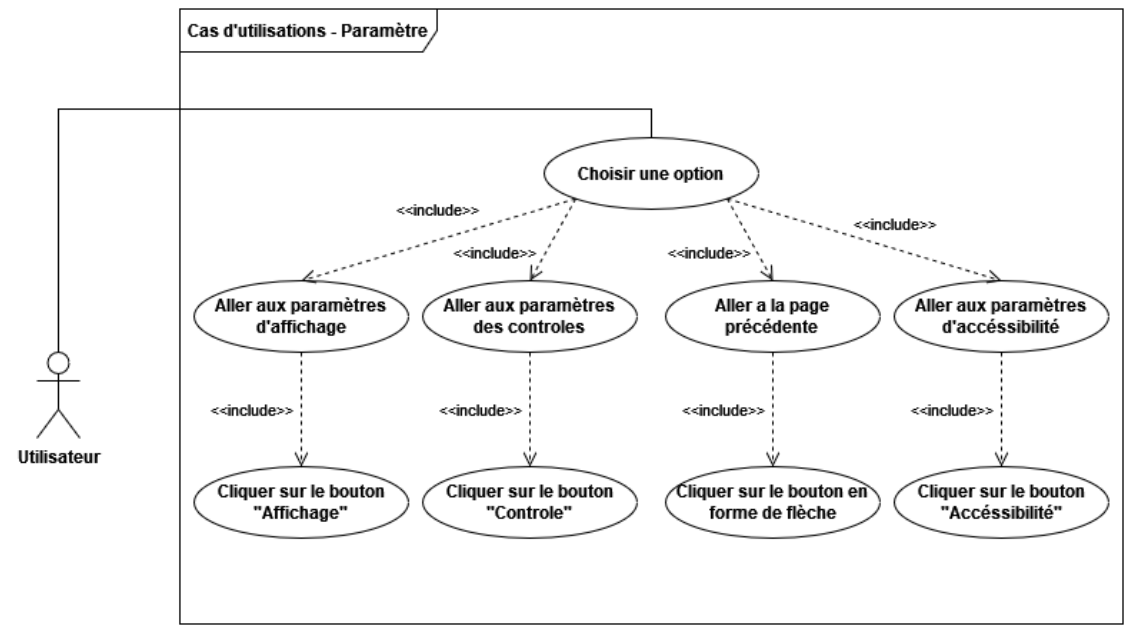 Cas d'utilisations - Paramètre
Choisir une option
<<include>>
<<include>>
<<include>>
<<include>>
Aller aux paramètres
d'affichage
Aller aux paramètres
des controles
Aller a la page
précédente
Aller aux paramètres
d'accéssibilité
<<include>>
<<include>>
<<include>>
<<include>>
Utilisateur
Cliquer sur le bouton
"Affichage"
Cliquer sur le bouton
"Controle"
Cliquer sur le bouton en
forme de flèche
Cliquer sur le bouton
"Accéssibilité"